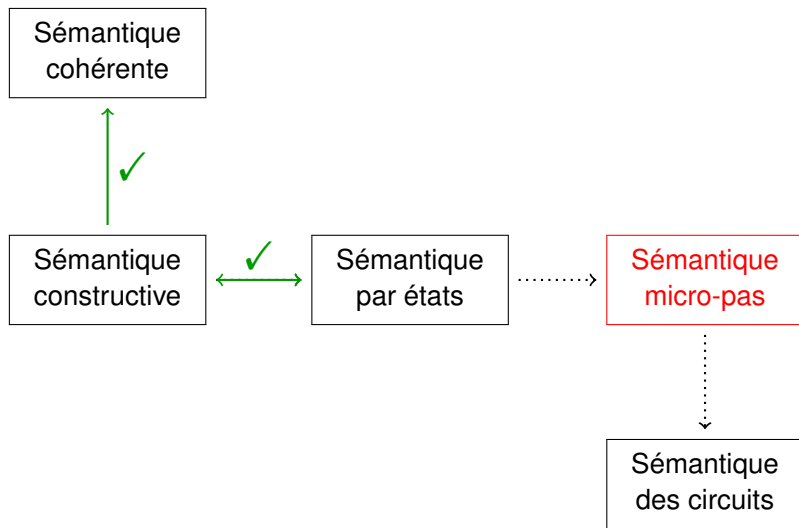 Sémantique
cohérente
✓
✓
Sémantique
constructive
Sémantique
par états
Sémantique
micro-pas
Sémantique
des circuits